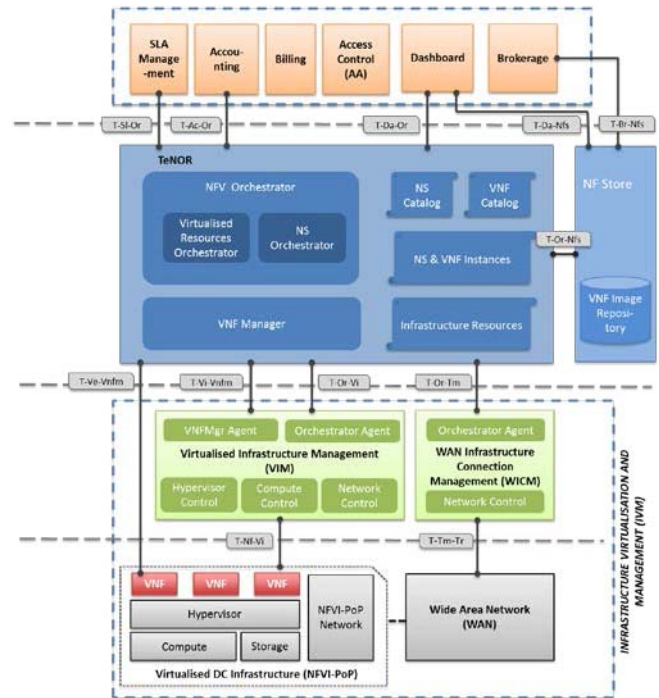 SLA
Manage
-ment
Accou-
nting
Billing
Access
Control
(AA)
Dashboard
Brokerage
T-Sl-Or
T-Ac-Or
T-Da-Or
T-Da-Nfs
T-Br-Nfs
TeNOR
NFV Orchestrator
Virtualised
Resources
Orchestrator
NS
Orchestrator
NS
Catalog
VNF
Catalog
NF Store
T-Or-Nfs
NS & VNF Instances
VNF Image
Repository
VNF Manager
Infrastructure Resources
T-Ve-Vnfm
T-Vi-Vnfm
T-Or-Vi
T-Or-Tm
VNFMgr Agent
Orchestrator Agent
Virtualised Infrastructure Management
(VIM)
Hypervisor
Control
Compute
Control
Network
Control
Orchestrator Agent
WAN Infrastructure
Connection
Management (WICM)
Network Control
T-Nf-Vi
T-Tm-Tr
VNF
VNF
VNF
Hypervisor
Compute
Storage
NFVI-PoP
Network
Virtualised DC Infrastructure (NFVI-PoP)
Wide Area Network
(WAN)
INFRASTRUCTURE VIRTUALISATION AND
MANAGEMENT (IVM)